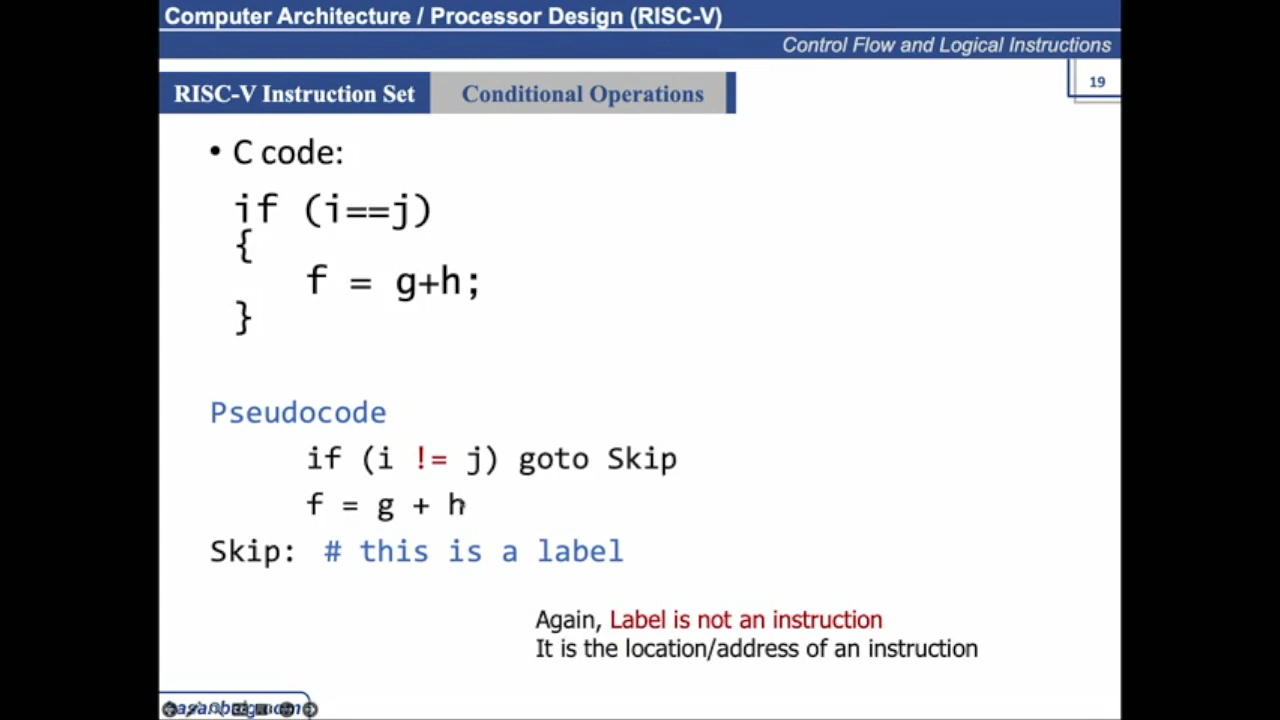 Computer Architecture / Processor Design (RISC-V)
Control Flow and Logical Instructions
RISC-V Instruction Set Conditional Operations
19
• C code:
if (i==j)
{
f = g+h;
}
Pseudocode
if (i != j) goto Skip
f = g + h
Skip: # this is a label
Again, Label is not an instruction
It is the location/address of an instruction